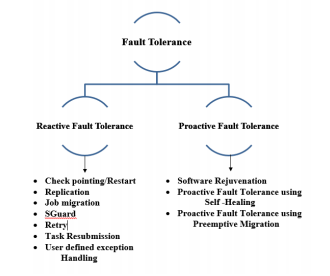 Fault Tolerance
Reactive Fault Tolerance
Proactive Fault Tolerance
• Check pointing/Restart
• Replication
• Job migration
• SGuard
• Retry
• Task Resubmission
• User defined exception
Handling
• Software Rejuvenation
• Proactive Fault Tolerance using
Self -Healing
• Proactive Fault Tolerance using
Preemptive Migration